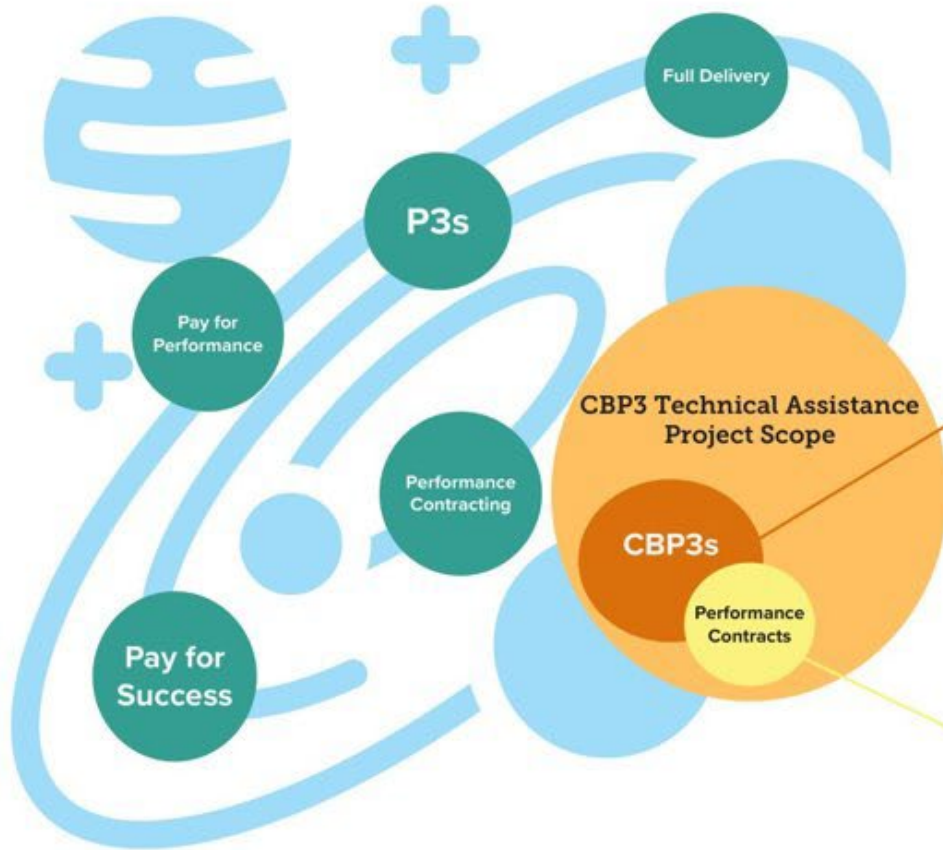 Full Delivery
P3s
Pay for
Performance
CBP3 Technical Assistance
Project Scope
Performance
Contracting
CBP3s
Performance
Contracts
Pay for
Success